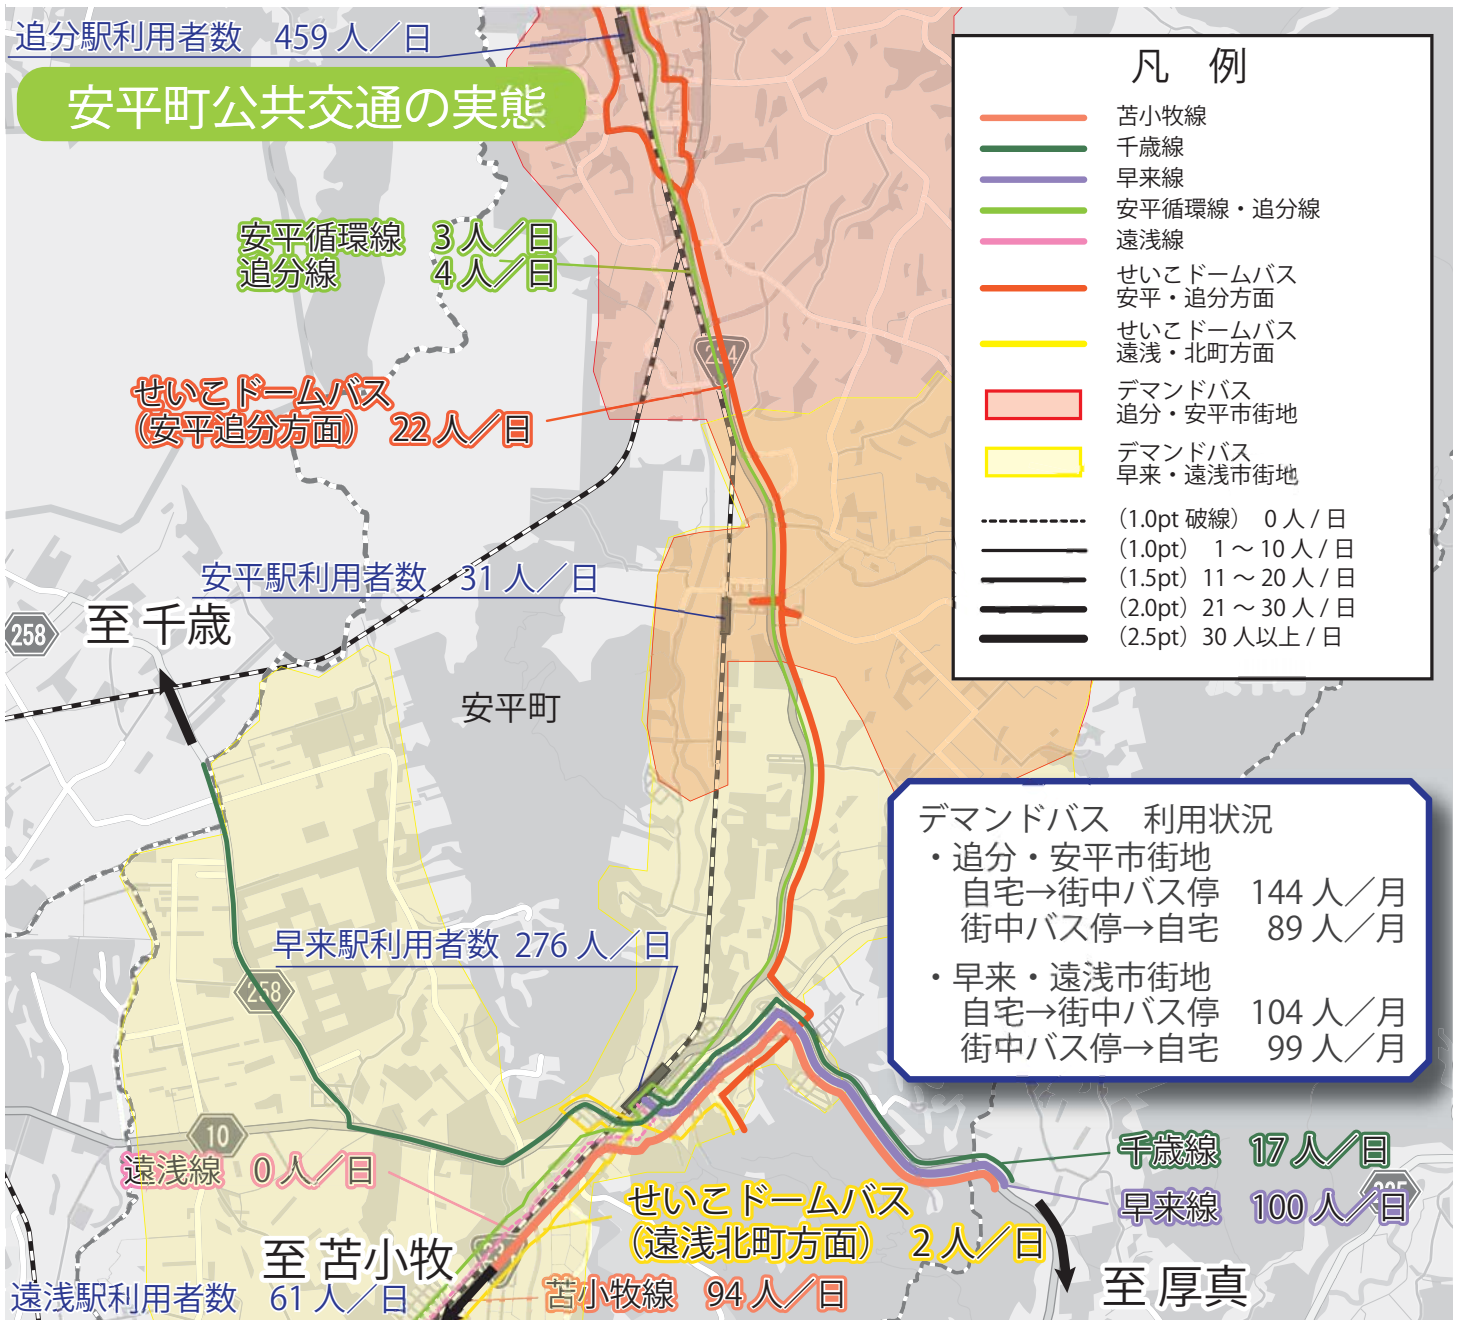 追分駅利用者数　459 人／日
安平町公共交通の実態
安平循環線　3 人／日
追分線　4 人／日
234
せいこドームバス
（安平追分方面）　22 人／日
安平駅利用者数　31 人／日
258
至 千歳
安平町
早来駅利用者数 276 人／日
258
10
遠浅線　0 人／日
至 苫小牧
遠浅駅利用者数　61 人／日
せいこドームバス
（遠浅北町方面）　2 人／日
苫小牧線　94 人／日
千歳線　17 人／日
早来線　100 人／日
至 厚真
凡　例
苫小牧線
千歳線
早来線
安平循環線・追分線
遠浅線
せいこドームバス
安平・追分方面
せいこドームバス
遠浅・北町方面
デマンドバス
追分・安平市街地
デマンドバス
早来・遠浅市街地
（1.0pt 破線）　0 人 / 日
（1.0pt）　1 ～ 10 人 / 日
（1.5pt）11 ～ 20 人 / 日
（2.0pt）21 ～ 30 人 / 日
（2.5pt）30 人以上 / 日
デマンドバス　利用状況
・追分・安平市街地
自宅→街中バス停　144 人／月
街中バス停→自宅　89 人／月
・早来・遠浅市街地
自宅→街中バス停　104 人／月
街中バス停→自宅　99 人／月